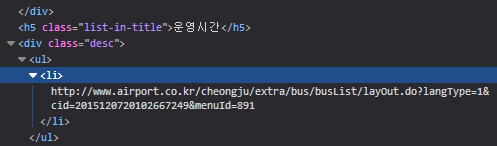 </div>
<h5 class="list-in-title">운영시간</h5>
<div class="desc">
<ul>
<li>
http://www.airport.co.kr/cheongju/extra/bus/busList/layOut.do?langType=1&
cid=2015120720102667249&menuId=891
</li>
</ul>